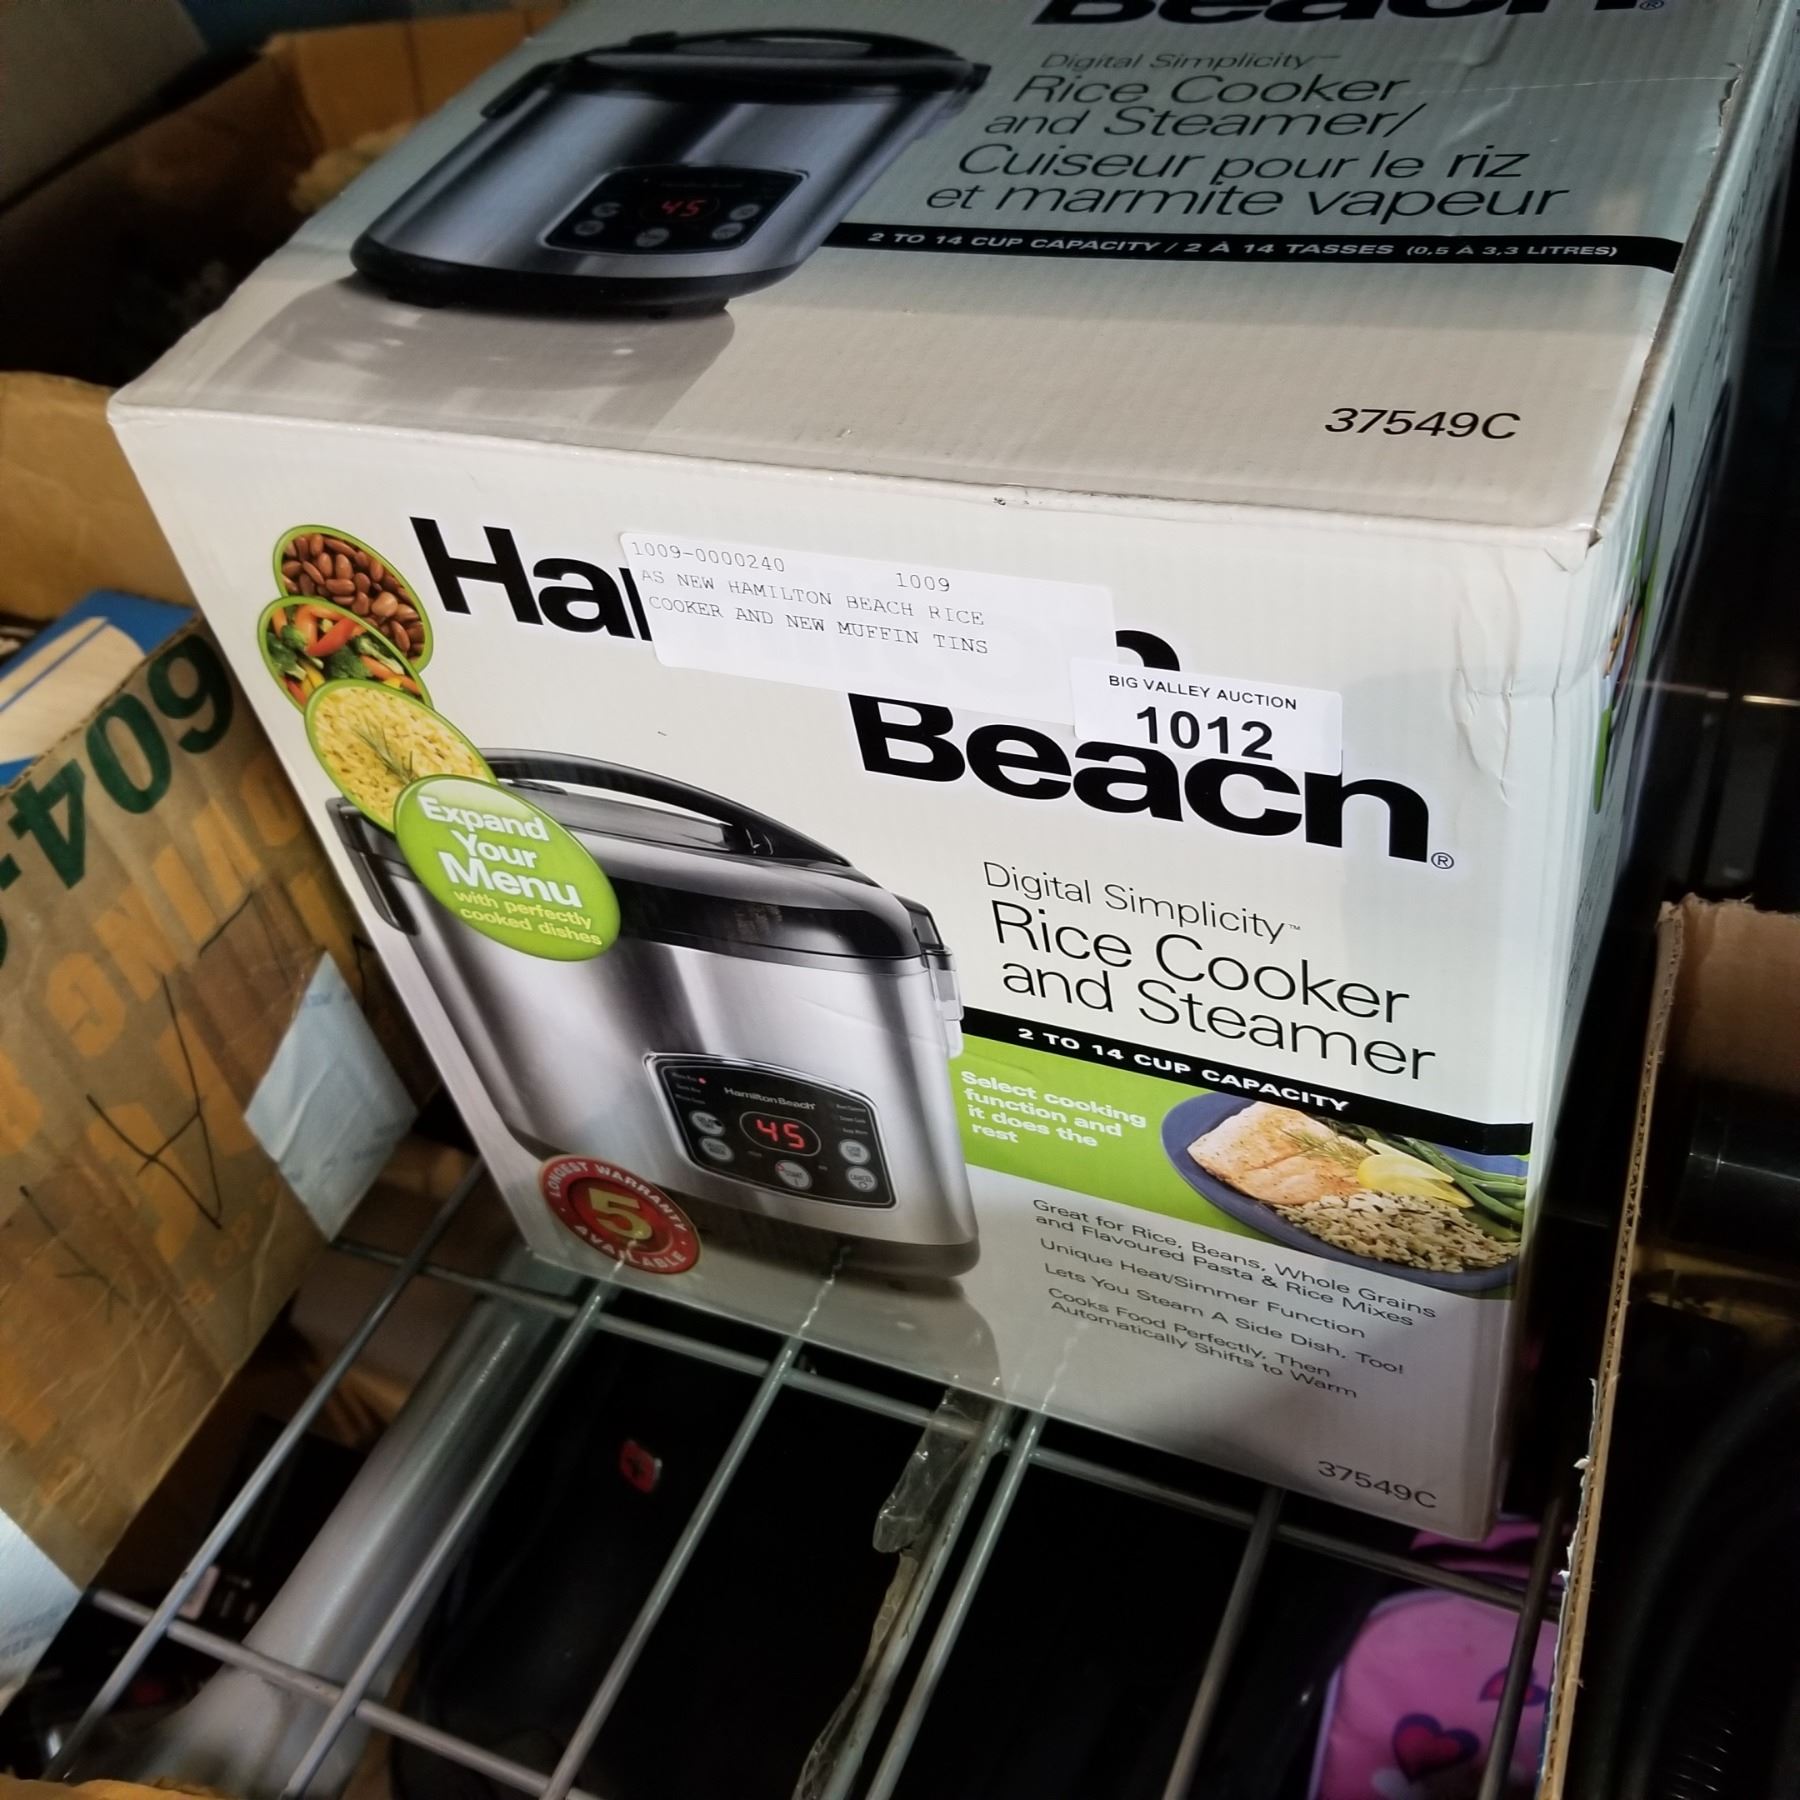 Beach®
Digital Simplicity™
Rice Cooker
and Steamer/
Cuiseur pour le riz
et marmite vapeur
2 TO 14 CUP CAPACITY / 2 À 14 TASSES (0,5 À 3,3 LITRES)
45
37549C
Ha
1009-0000240 1009
AS NEW HAMILTON BEACH RICE
COOKER AND NEW MUFFIN TINS
BIG VALLEY AUCTION
1012
Beach®
Expand
Your
Menu
with perfectly
cooked dishes
Digital Simplicity™
Rice Cooker
and Steamer
2 TO 14 CUP CAPACITY
Select cooking
function and
it does the
rest
Hamilton Beach
45
START
CANCEL
LONGEST WARRANTY
5
AVAILABLE
Great for Rice, Beans, Whole Grains
and Flavoured Pasta & Rice Mixes
Unique Heat/Simmer Function
Lets You Steam A Side Dish, Too!
Cooks Food Perfectly, Then
Automatically Shifts to Warm
37549C
604-